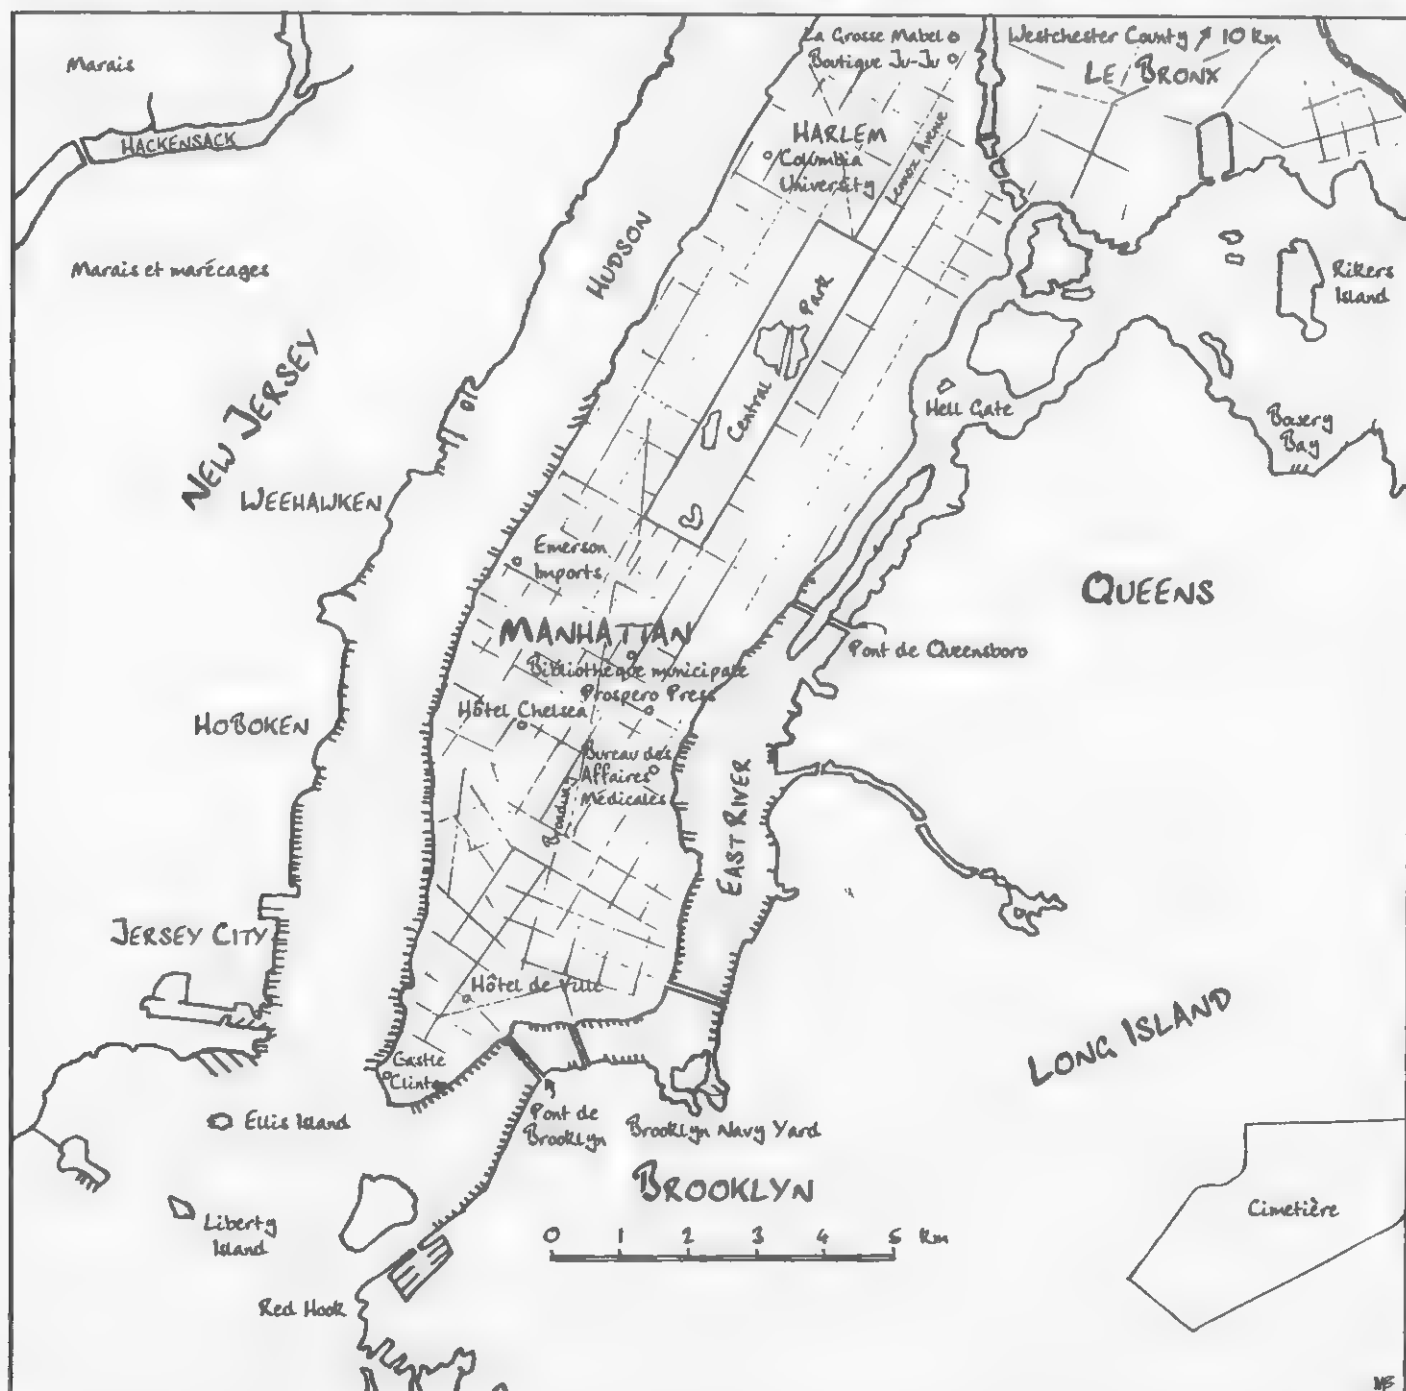 La Grosse Mabel
Boutique Ju-Ju
Westchester County 10 km
LE BRONX
Marais
HACKENSACK
HARLEM
Columbia
University
Lenox Avenue
Marais et marécages
HUDSON
Rikers
Island
Central Park
NEW JERSEY
Hell Gate
Bowery
Bay
WEEHAWKEN
Emerson
Imports
QUEENS
MANHATTAN
Pont de Queensboro
Bibliothèque municipale
Prospero Press
Hôtel Chelsea
HOBOKEN
Bureau des
Affaires
Médicales
Broadway
EAST RIVER
JERSEY CITY
Hôtel de Ville
LONG ISLAND
Castle
Clinton
Ellis Island
Pont de
Brooklyn
Brooklyn Navy Yard
BROOKLYN
Cimetière
Liberty
Island
0 1 2 3 4 5 km
Red Hook
MB